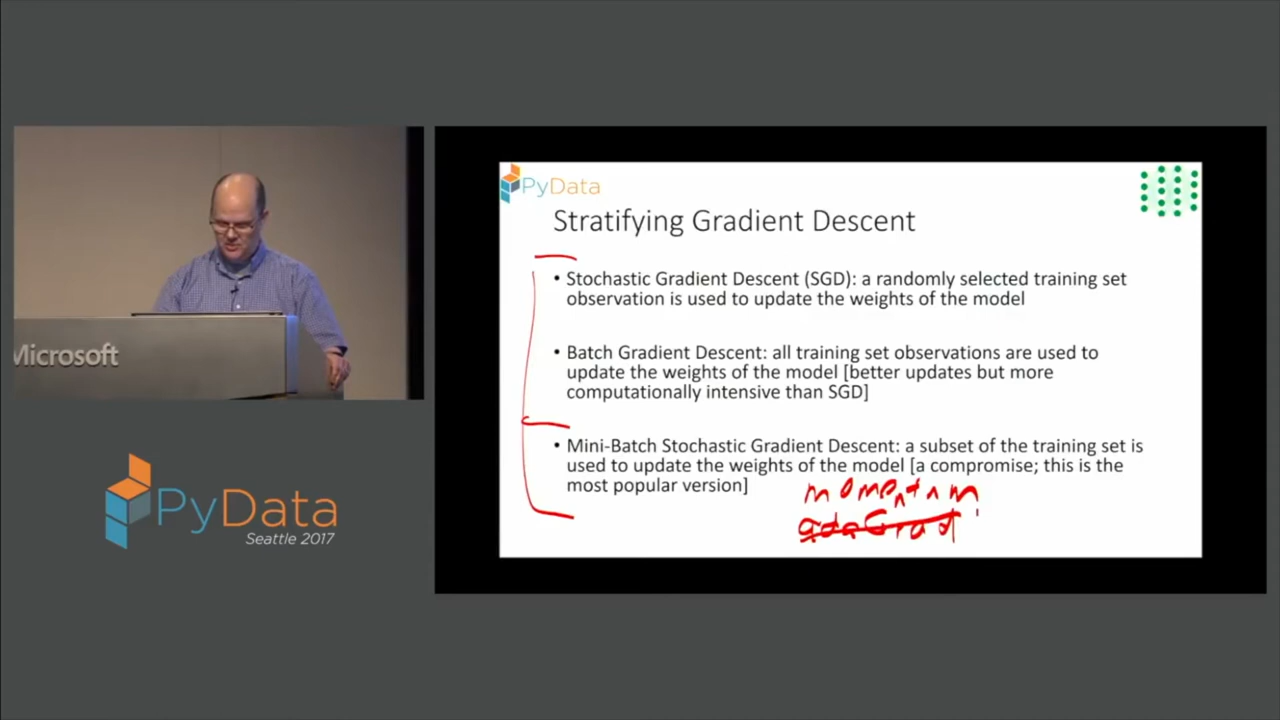 Microsoft
PyData
Seattle 2017
PyData
Stratifying Gradient Descent
• Stochastic Gradient Descent (SGD): a randomly selected training set
observation is used to update the weights of the model
• Batch Gradient Descent: all training set observations are used to
update the weights of the model [better updates but more
computationally intensive than SGD]
• Mini-Batch Stochastic Gradient Descent: a subset of the training set is
used to update the weights of the model [a compromise; this is the
most popular version]
momentum
adaGrad